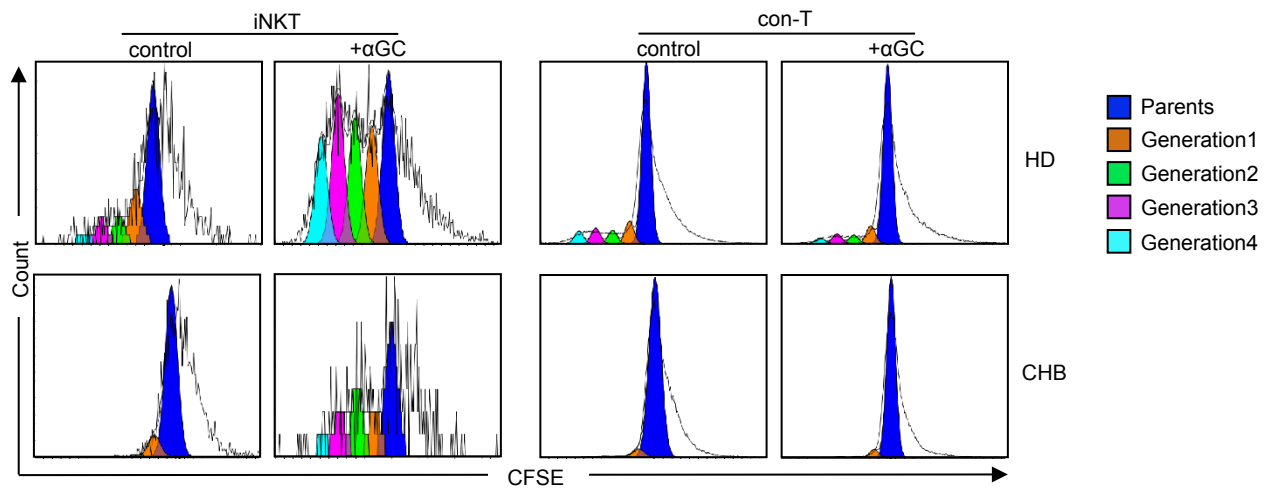 iNKT
con-T
control
+αGC
control
+αGC
Parents
Generation1
Generation2
Generation3
Generation4
HD
CHB
Count
CFSE